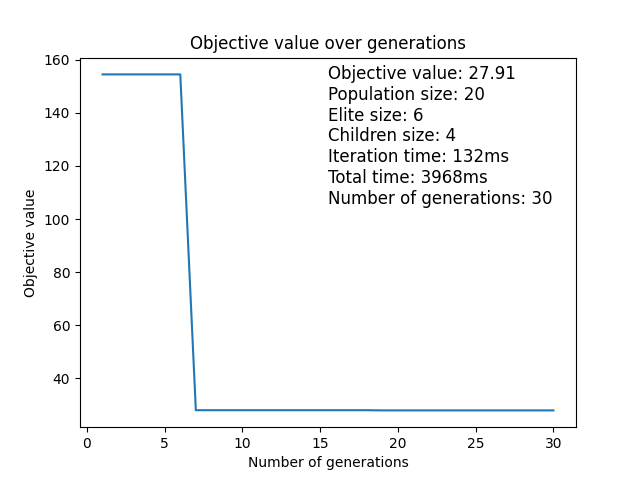 Objective value over generations
Objective value: 27.91
Population size: 20
Elite size: 6
Children size: 4
Iteration time: 132ms
Total time: 3968ms
Number of generations: 30
Objective value
160
140
120
100
80
60
40
0 5 10 15 20 25 30
Number of generations